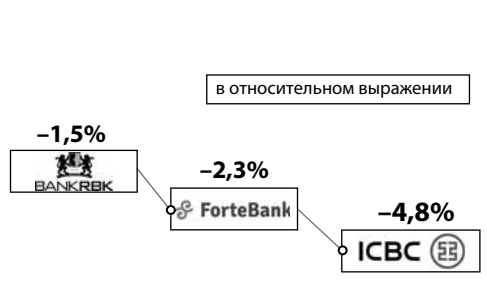 в относительном выражении
–1,5%
BANKRBK
–2,3%
ForteBank
–4,8%
ICBC